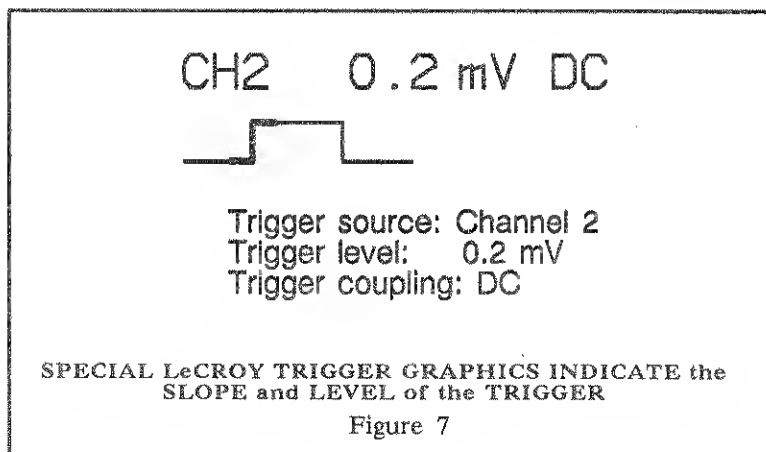 CH2 0.2 mV DC
Trigger source: Channel 2
Trigger level: 0.2 mV
Trigger coupling: DC
SPECIAL LeCROY TRIGGER GRAPHICS INDICATE the
SLOPE and LEVEL of the TRIGGER
Figure 7